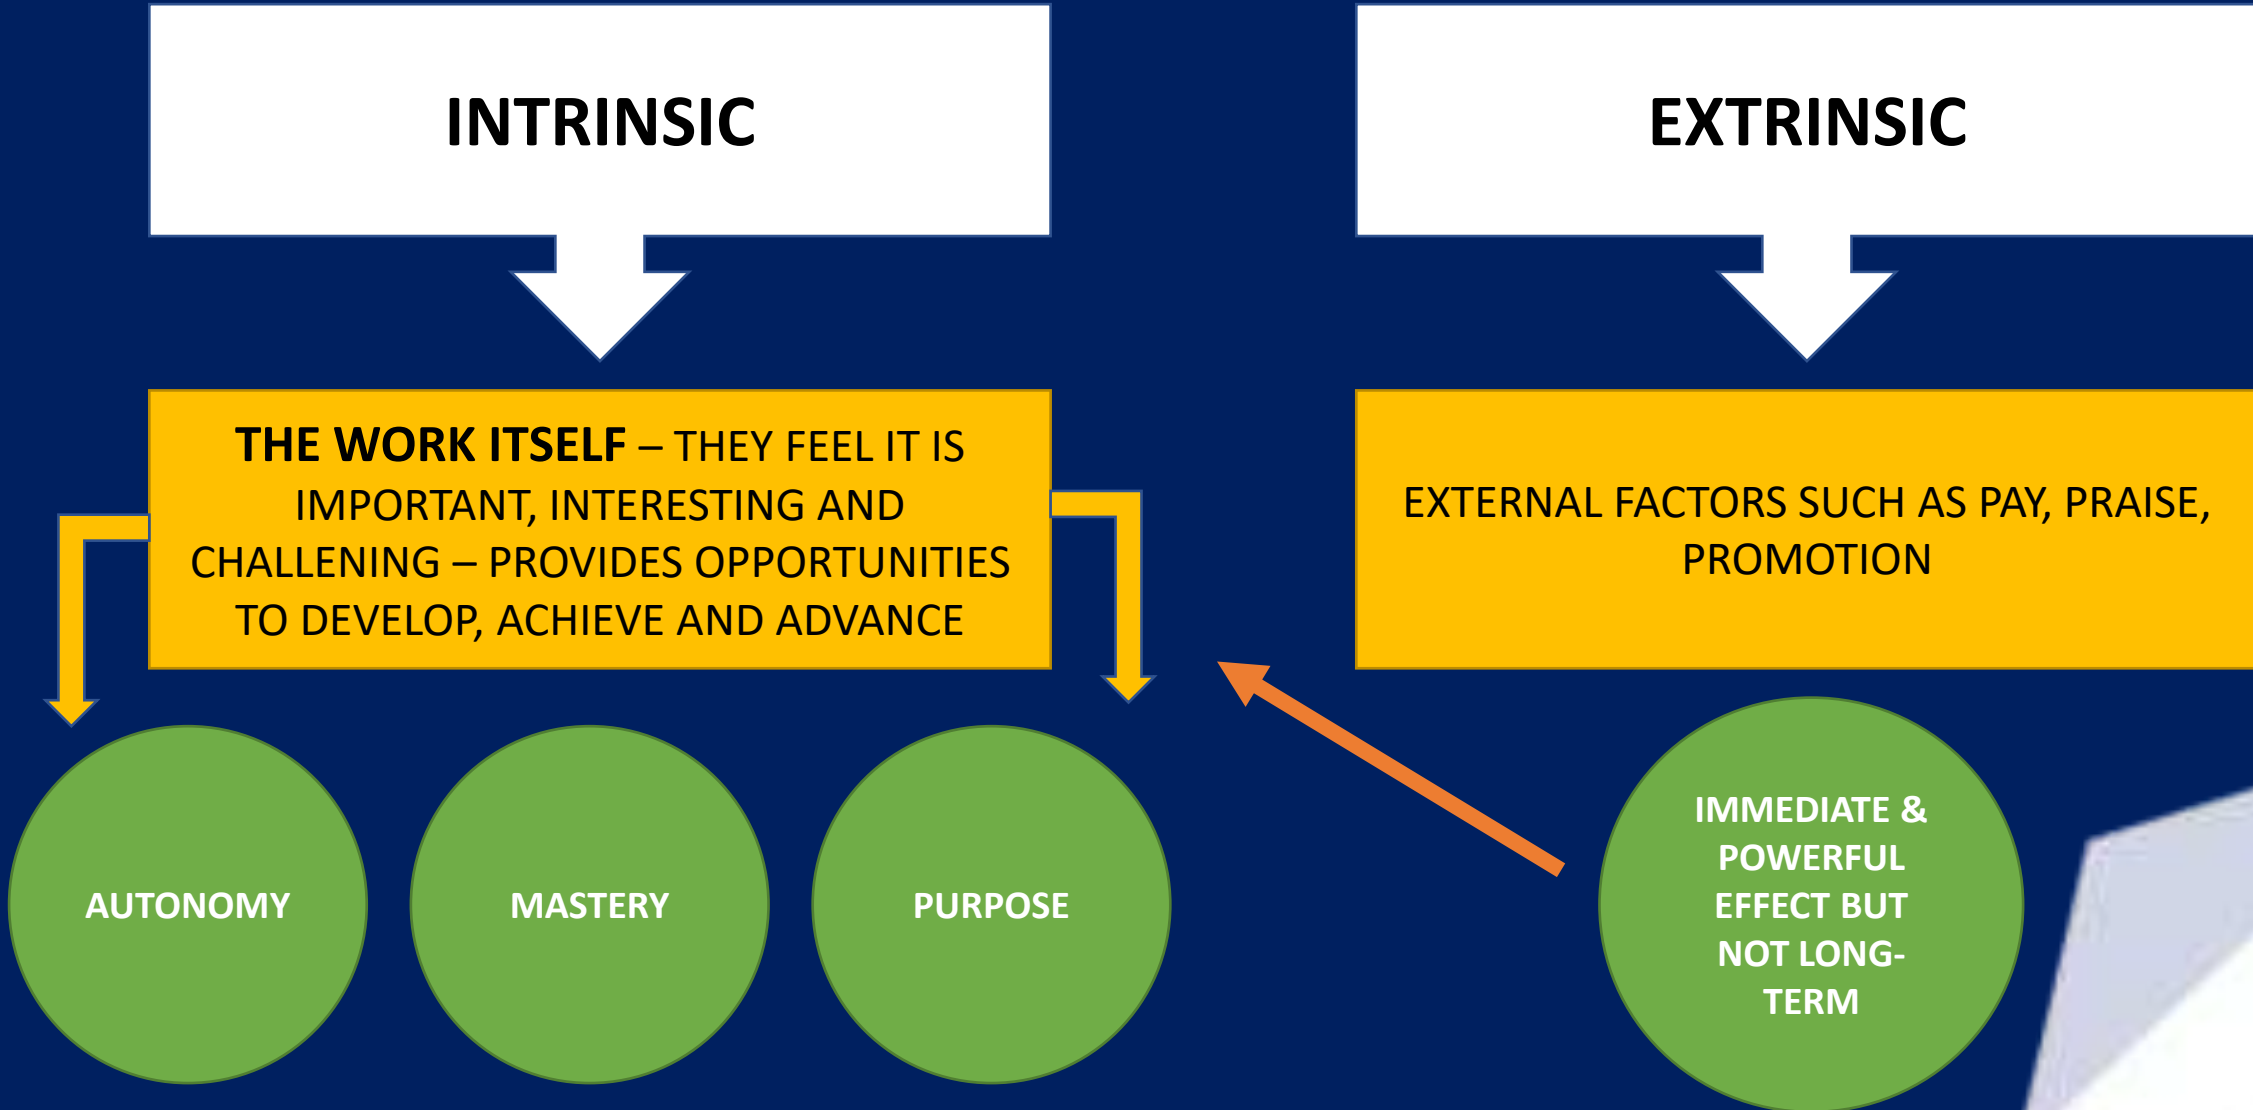 INTRINSIC
EXTRINSIC
THE WORK ITSELF – THEY FEEL IT IS
IMPORTANT, INTERESTING AND
CHALLENING – PROVIDES OPPORTUNITIES
TO DEVELOP, ACHIEVE AND ADVANCE
EXTERNAL FACTORS SUCH AS PAY, PRAISE,
PROMOTION
AUTONOMY
MASTERY
PURPOSE
IMMEDIATE &
POWERFUL
EFFECT BUT
NOT LONG-
TERM